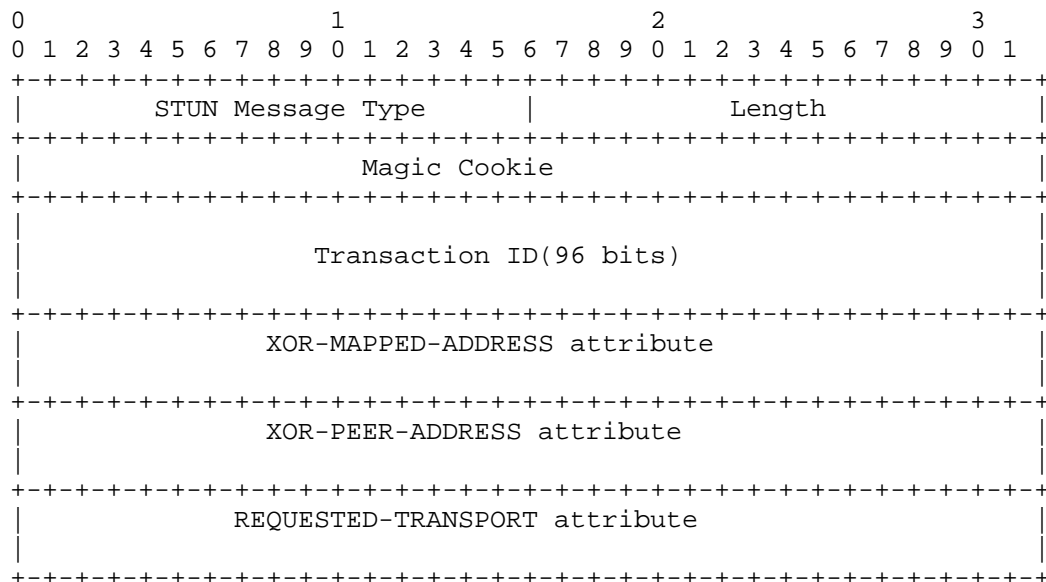 0                   1                   2                   3
0 1 2 3 4 5 6 7 8 9 0 1 2 3 4 5 6 7 8 9 0 1 2 3 4 5 6 7 8 9 0 1
+-+-+-+-+-+-+-+-+-+-+-+-+-+-+-+-+-+-+-+-+-+-+-+-+-+-+-+-+-+-+-+-+
|        STUN Message Type      |            Length             |
+-+-+-+-+-+-+-+-+-+-+-+-+-+-+-+-+-+-+-+-+-+-+-+-+-+-+-+-+-+-+-+-+
|                     Magic Cookie                              |
+-+-+-+-+-+-+-+-+-+-+-+-+-+-+-+-+-+-+-+-+-+-+-+-+-+-+-+-+-+-+-+-+
|                                                               |
|                  Transaction ID(96 bits)                      |
|                                                               |
+-+-+-+-+-+-+-+-+-+-+-+-+-+-+-+-+-+-+-+-+-+-+-+-+-+-+-+-+-+-+-+-+
|               XOR-MAPPED-ADDRESS attribute                    |
|                                                               |
+-+-+-+-+-+-+-+-+-+-+-+-+-+-+-+-+-+-+-+-+-+-+-+-+-+-+-+-+-+-+-+-+
|               XOR-PEER-ADDRESS attribute                      |
|                                                               |
+-+-+-+-+-+-+-+-+-+-+-+-+-+-+-+-+-+-+-+-+-+-+-+-+-+-+-+-+-+-+-+-+
|             REQUESTED-TRANSPORT attribute                     |
|                                                               |
+-+-+-+-+-+-+-+-+-+-+-+-+-+-+-+-+-+-+-+-+-+-+-+-+-+-+-+-+-+-+-+-+